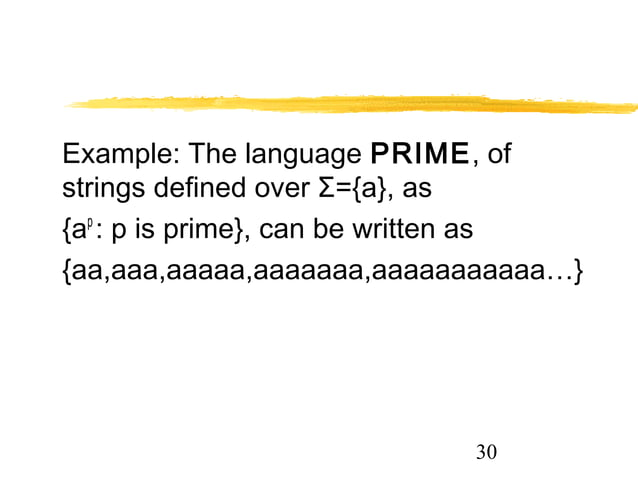 Example: The language PRIME, of
strings defined over Σ={a}, as
{aᵖ: p is prime}, can be written as
{aa,aaa,aaaaa,aaaaaaa,aaaaaaaaaaa…}
30